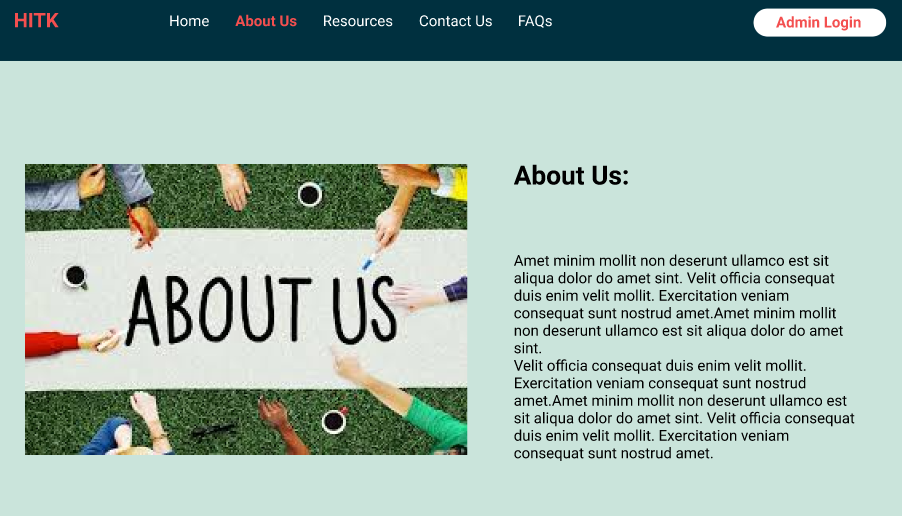 HITK
Home About Us Resources Contact Us FAQs
Admin Login
ABOUT US
About Us:
Amet minim mollit non deserunt ullamco est sit
aliqua dolor do amet sint. Velit officia consequat
duis enim velit mollit. Exercitation veniam
consequat sunt nostrud amet.Amet minim mollit
non deserunt ullamco est sit aliqua dolor do amet
sint.
Velit officia consequat duis enim velit mollit.
Exercitation veniam consequat sunt nostrud
amet.Amet minim mollit non deserunt ullamco est
sit aliqua dolor do amet sint. Velit officia consequat
duis enim velit mollit. Exercitation veniam
consequat sunt nostrud amet.